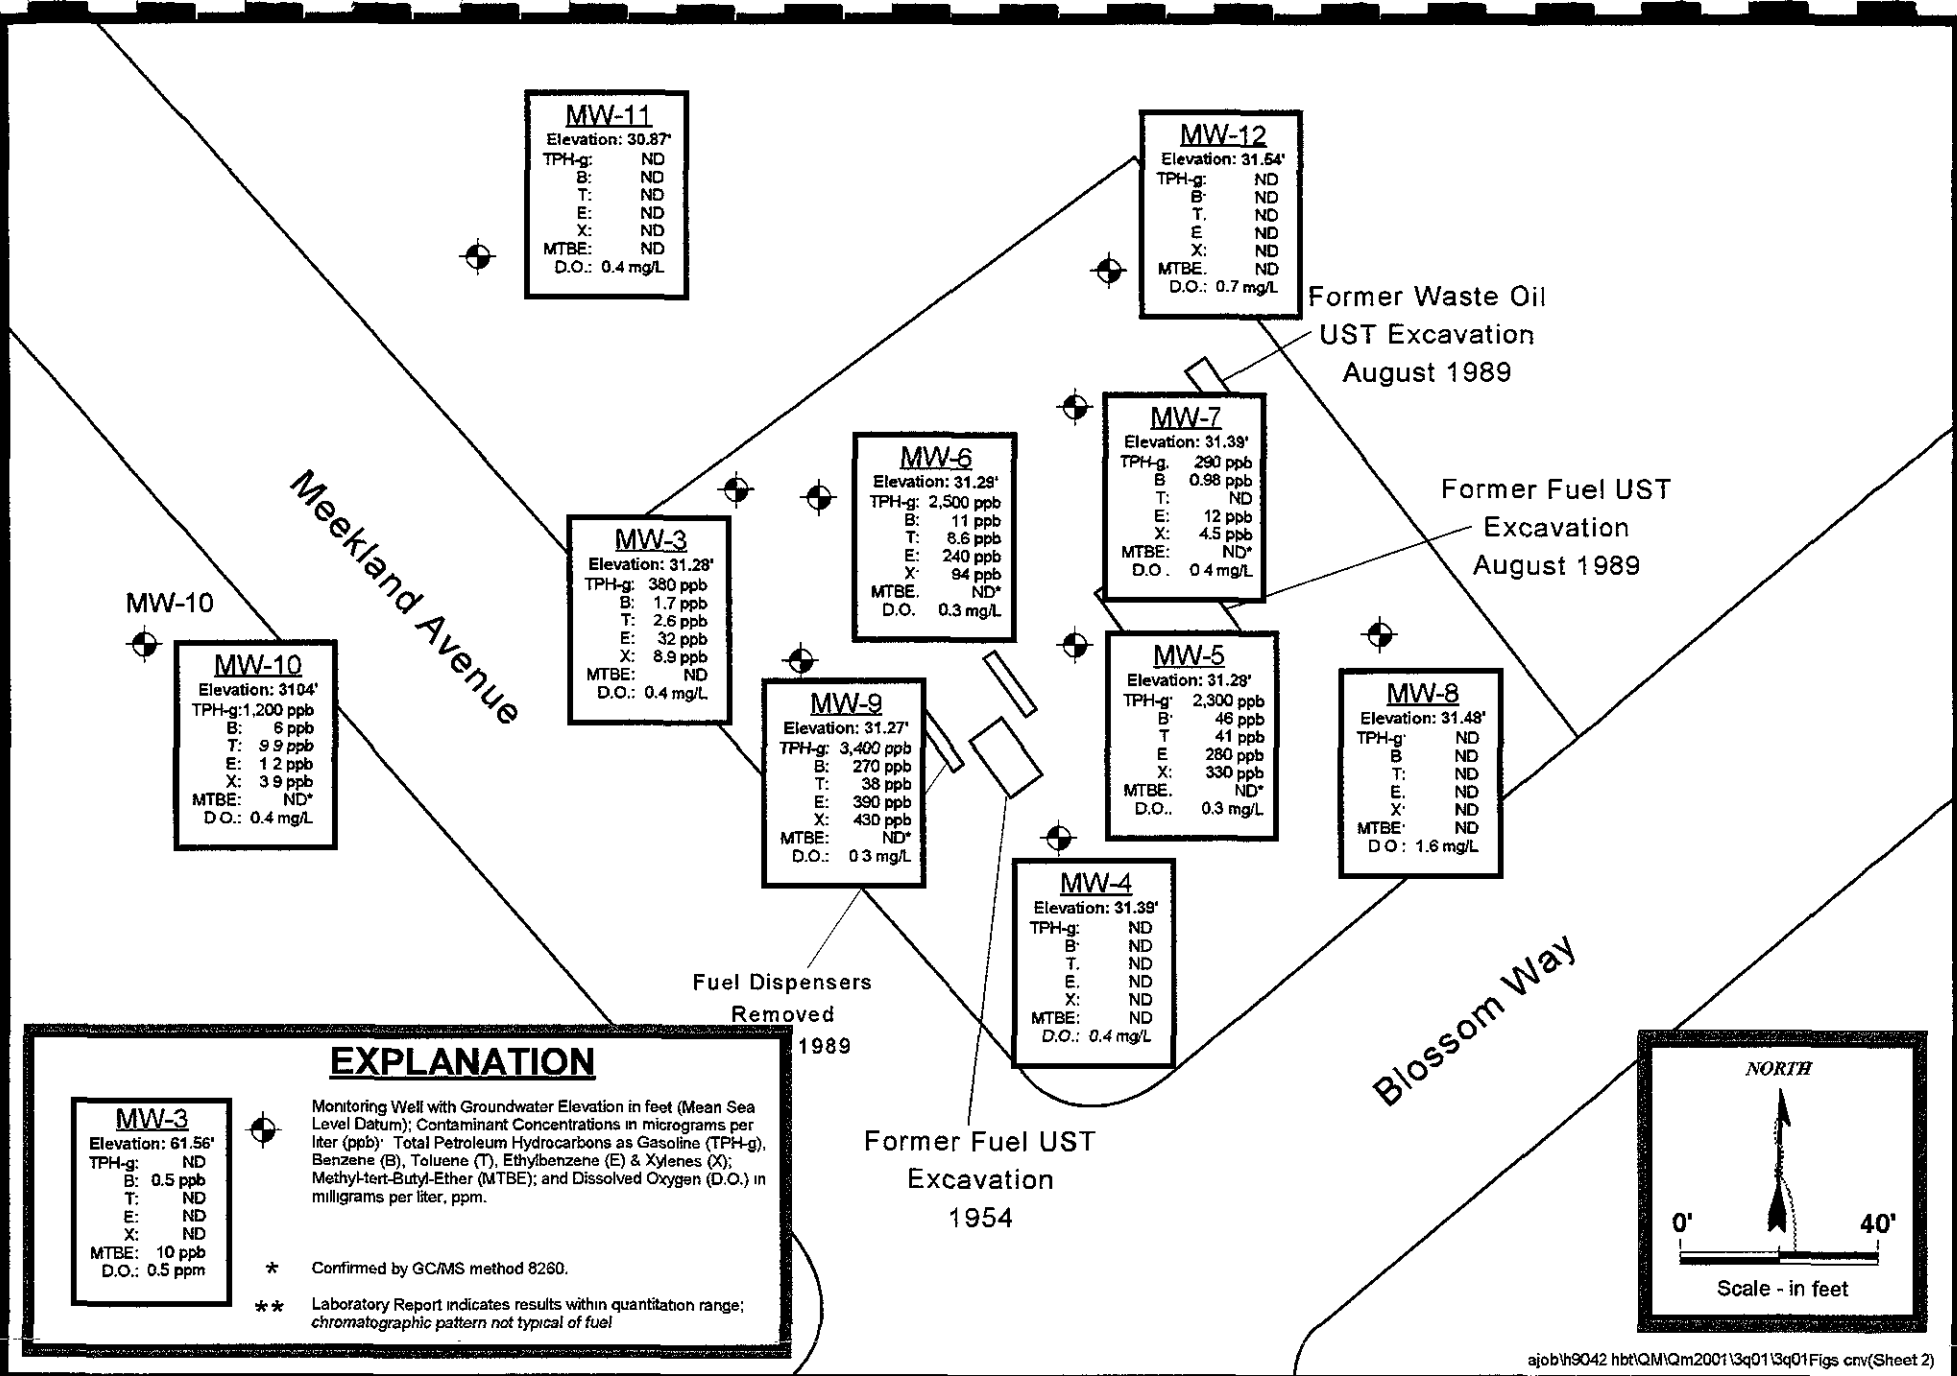 MW-11
Elevation: 30.87'
TPH-g: ND
B: ND
T: ND
E: ND
X: ND
MTBE: ND
D.O.: 0.4 mg/L
MW-12
Elevation: 31.54'
TPH-g: ND
B· ND
T. ND
E ND
X: ND
MTBE. ND
D.O.: 0.7 mg/L
Former Waste Oil
UST Excavation
August 1989
MW-7
Elevation: 31.39'
TPH-g. 290 ppb
B 0.98 ppb
T: ND
E: 12 ppb
X: 4.5 ppb
MTBE: ND*
D.O. 0 4 mg/L
MW-6
Elevation: 31.29'
TPH-g: 2,500 ppb
B: 11 ppb
T: 8.6 ppb
E: 240 ppb
X· 94 ppb
MTBE. ND*
D.O. 0.3 mg/L
Former Fuel UST
Excavation
August 1989
Meekland Avenue
MW-3
Elevation: 31.28'
TPH-g: 380 ppb
B: 1.7 ppb
T: 2.6 ppb
E: 32 ppb
X: 8.9 ppb
MTBE: ND
D.O.: 0.4 mg/L
MW-10
MW-10
Elevation: 3104'
TPH-g:1,200 ppb
B: 6 ppb
T: 9 9 ppb
E: 1 2 ppb
X: 3 9 ppb
MTBE: ND*
D O.: 0.4 mg/L
MW-9
Elevation: 31.27'
TPH-g: 3,400 ppb
B: 270 ppb
T: 38 ppb
E: 390 ppb
X: 430 ppb
MTBE: ND*
D.O.: 0 3 mg/L
MW-5
Elevation: 31.28'
TPH-g· 2,300 ppb
B· 46 ppb
T 41 ppb
E 280 ppb
X: 330 ppb
MTBE. ND*
D.O.. 0.3 mg/L
MW-8
Elevation: 31.48'
TPH-g· ND
B ND
T: ND
E. ND
X· ND
MTBE· ND
D O : 1.6 mg/L
MW-4
Elevation: 31.39'
TPH-g: ND
B· ND
T. ND
E. ND
X: ND
MTBE: ND
D.O.: 0.4 mg/L
Fuel Dispensers
Removed
1989
Blossom Way
Former Fuel UST
Excavation
1954
EXPLANATION
MW-3
Elevation: 61.56'
TPH-g: ND
B: 0.5 ppb
T: ND
E: ND
X: ND
MTBE: 10 ppb
D.O.: 0.5 ppm
Monitoring Well with Groundwater Elevation in feet (Mean Sea
Level Datum); Contaminant Concentrations in micrograms per
liter (ppb)· Total Petroleum Hydrocarbons as Gasoline (TPH-g),
Benzene (B), Toluene (T), Ethylbenzene (E) & Xylenes (X);
Methyl-tert-Butyl-Ether (MTBE); and Dissolved Oxygen (D.O.) in
milligrams per liter, ppm.
* Confirmed by GC/MS method 8260.
** Laboratory Report indicates results within quantitation range;
chromatographic pattern not typical of fuel
NORTH
0' 40'
Scale - in feet
ajob\h9042 hbt\QM\Qm2001\3q01\3q01Figs cnv(Sheet 2)